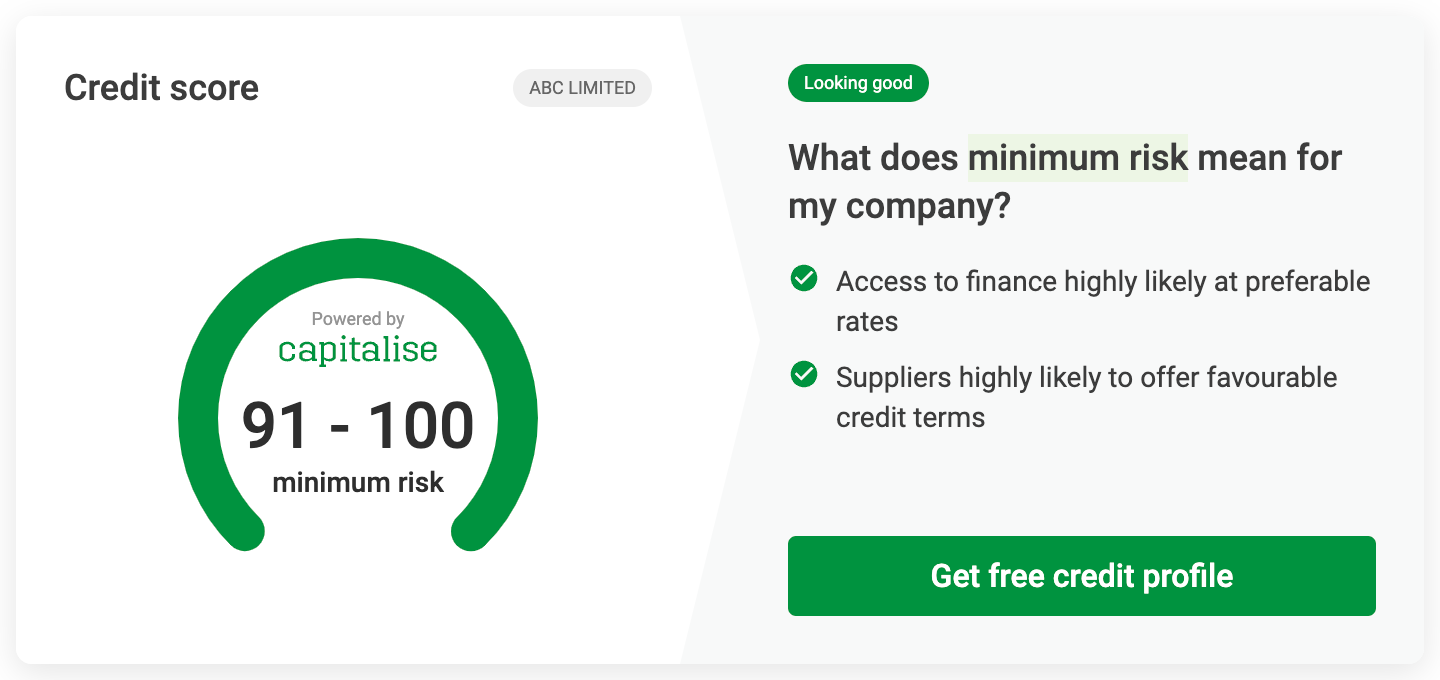 Credit score
ABC LIMITED
Powered by
capitalise
91 - 100
minimum risk
Looking good
What does minimum risk mean for
my company?
Access to finance highly likely at preferable
rates
Suppliers highly likely to offer favourable
credit terms
Get free credit profile